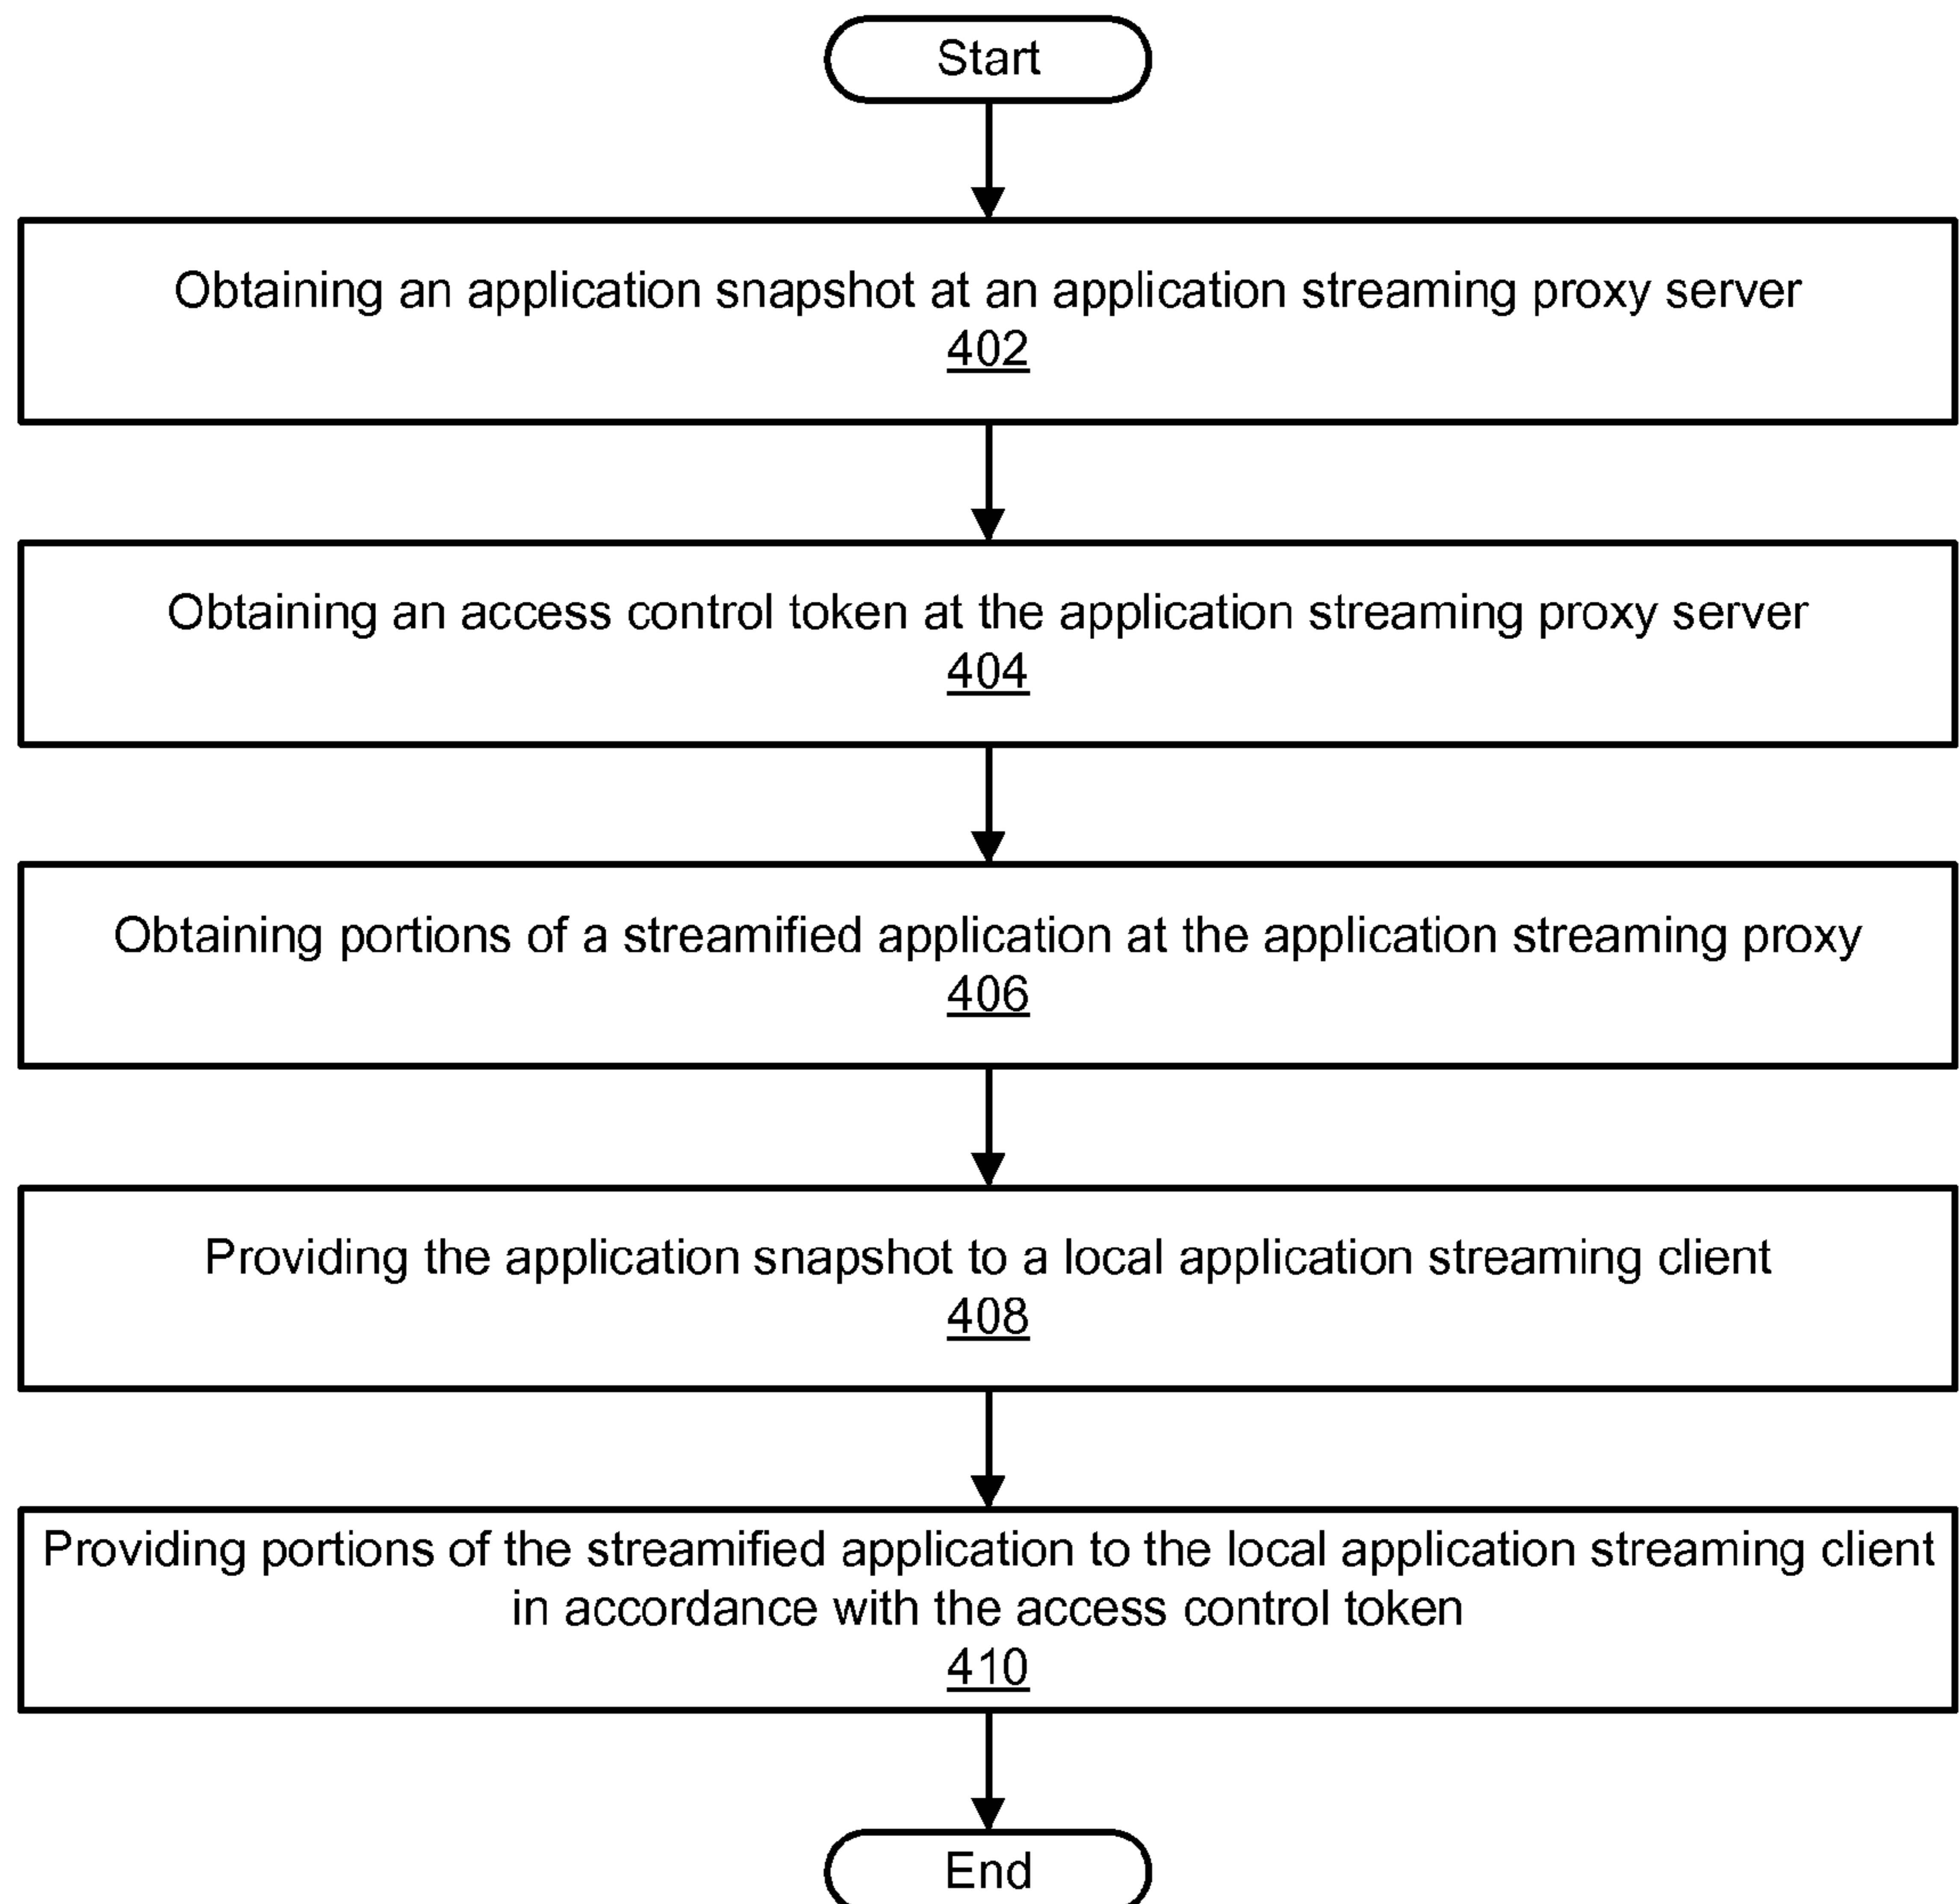 Start
Obtaining an application snapshot at an application streaming proxy server
402
Obtaining an access control token at the application streaming proxy server
404
Obtaining portions of a streamified application at the application streaming proxy
406
Providing the application snapshot to a local application streaming client
408
Providing portions of the streamified application to the local application streaming client
in accordance with the access control token
410
End